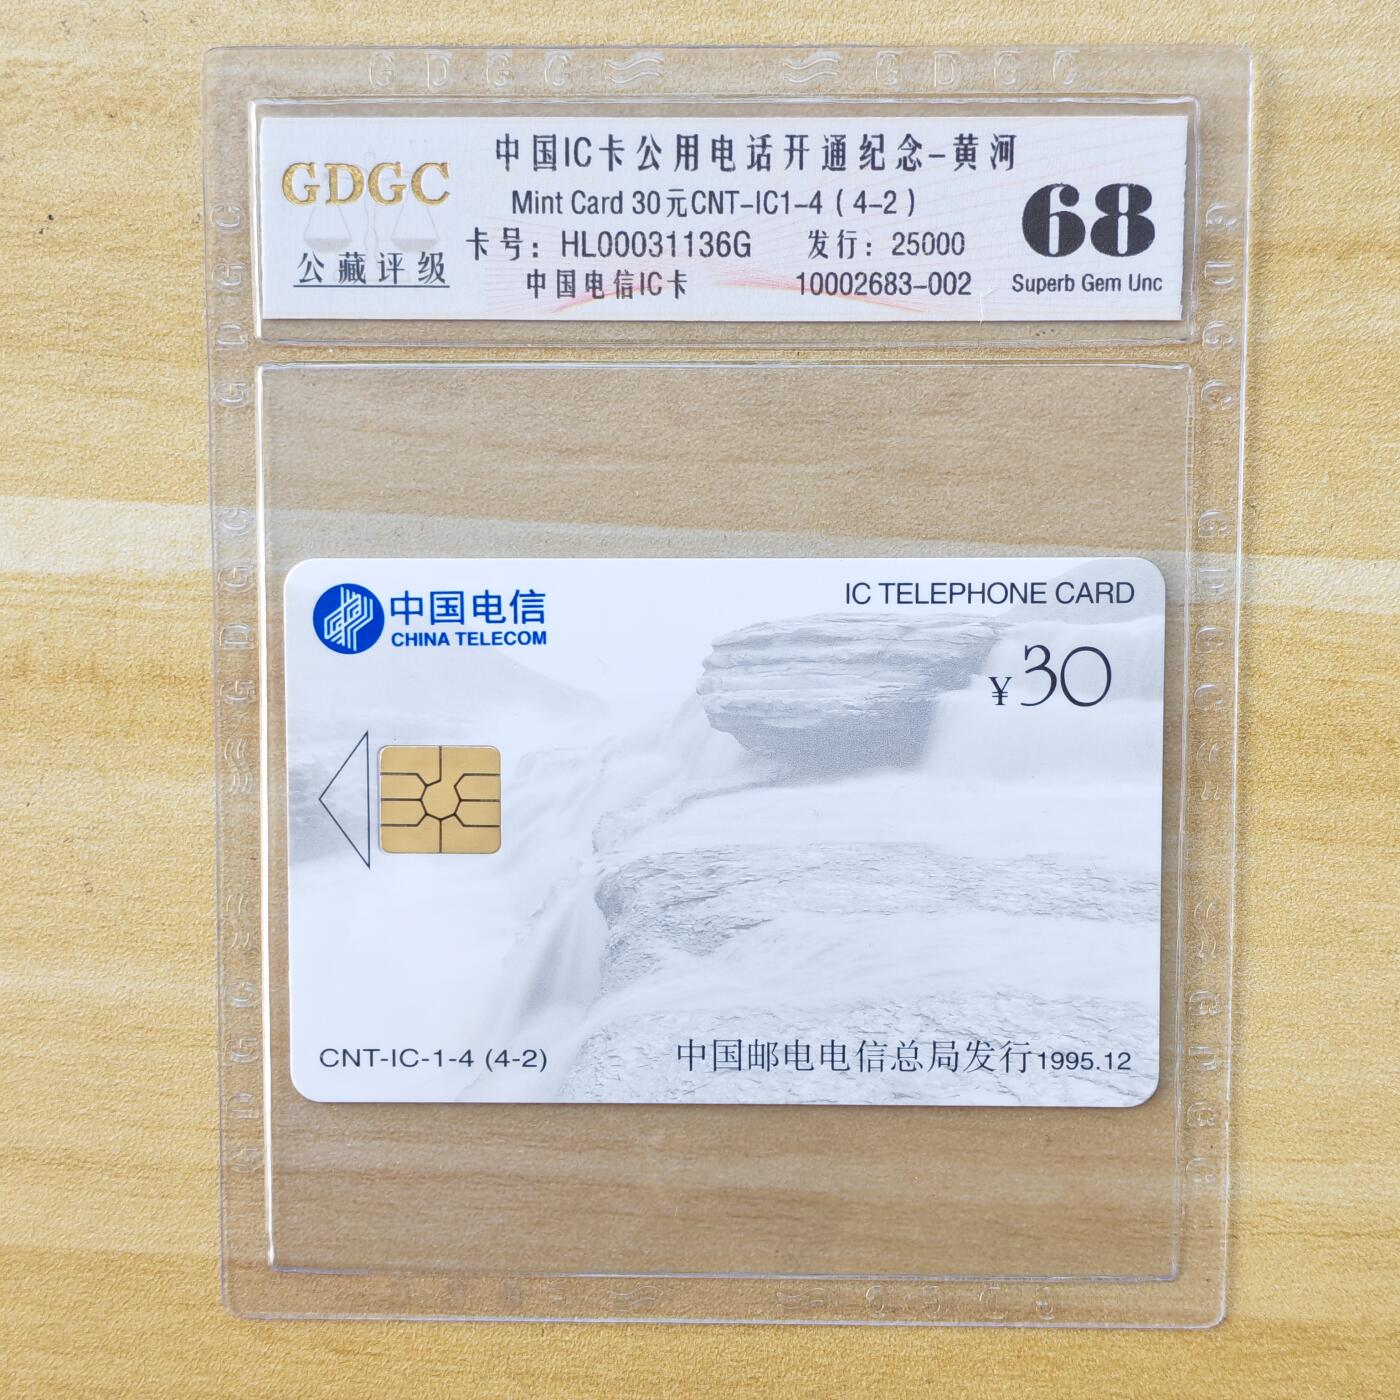 GDGC GDGC
GDGC
公藏评级
中国IC卡公用电话开通纪念-黄河
Mint Card 30元CNT-IC1-4 ( 4-2 )
卡号: HL00031136G 发行: 25000
中国电信IC卡 10002683-002
68
Superb Gem Unc
中国电信
CHINA TELECOM
IC TELEPHONE CARD
¥30
CNT-IC-1-4 (4-2)
中国邮电电信总局发行1995.12